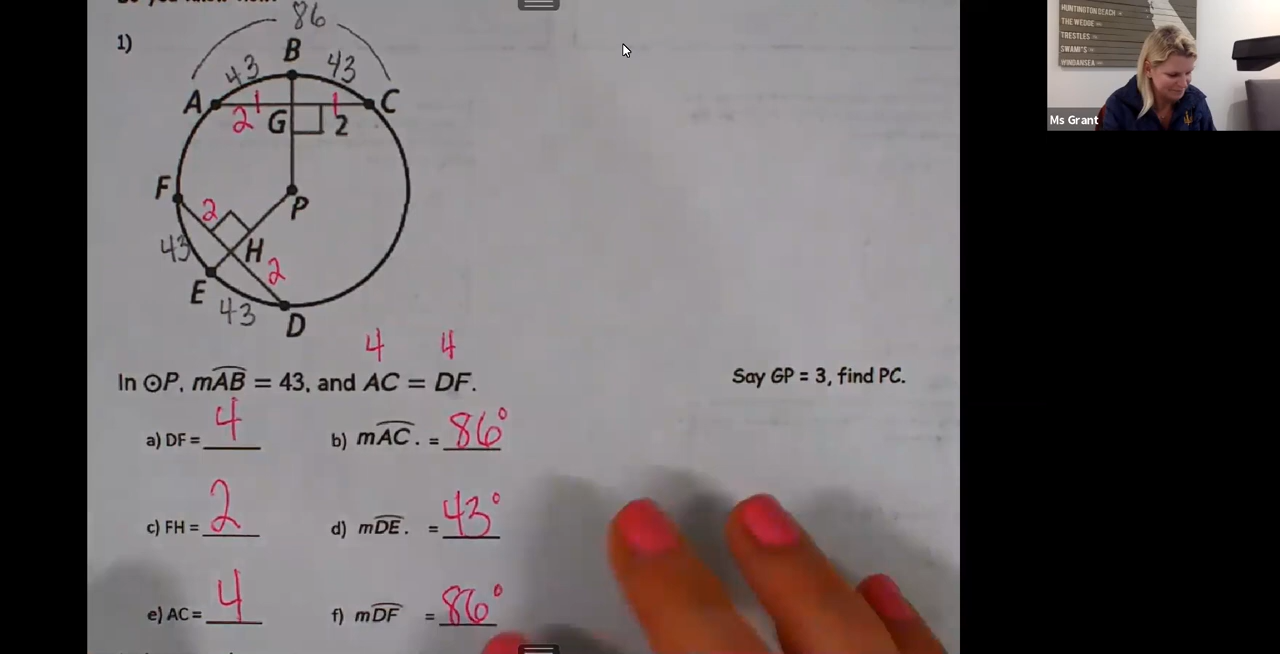 86
1)
B
43 43
A C
2 G 2
F
2 P
43 H
2
E 43
D
4 4
In ⊙P, mAB = 43, and AC = DF.
Say GP = 3, find PC.
a) DF = 4 b) mAC. = 86°
c) FH = 2 d) mDE. = 43°
e) AC = 4 f) mDF = 86°
HUNTINGTON BEACH
THE WEDGE
TRESTLES
SWAMI'S
WINDANSEA
Ms Grant